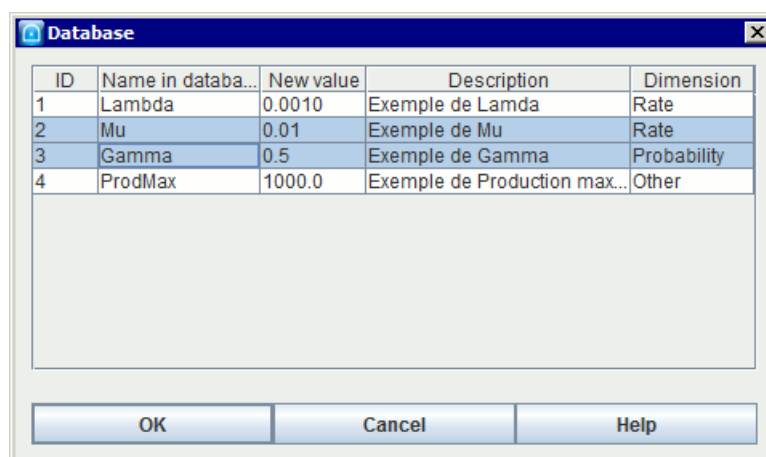 Database
ID Name in databa... New value Description Dimension
1 Lambda 0.0010 Exemple de Lamda Rate
2 Mu 0.01 Exemple de Mu Rate
3 Gamma 0.5 Exemple de Gamma Probability
4 ProdMax 1000.0 Exemple de Production max... Other
OK Cancel Help